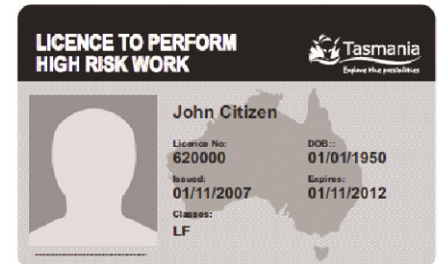 LICENCE TO PERFORM
HIGH RISK WORK
Tasmania
Explore the possibilities
John Citizen
Licence No:
DOB::
620000
01/01/1950
Issued:
Expires:
01/11/2007
01/11/2012
Classes:
LF